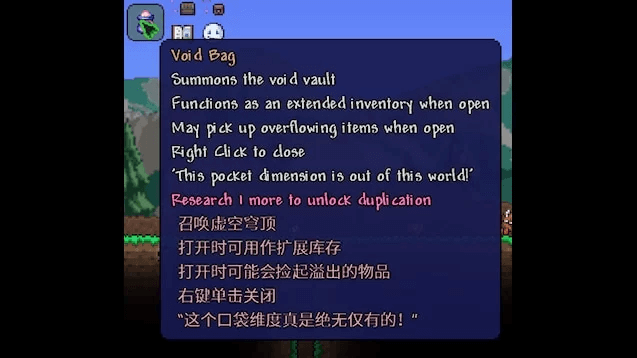 Void Bag
Summons the void vault
Functions as an extended inventory when open
May pick up overflowing items when open
Right Click to close
'This pocket dimension is out of this world!'
Research 1 more to unlock duplication
召唤虚空穹顶
打开时可用作扩展库存
打开时可能会捡起溢出的物品
右键单击关闭
“这个口袋维度真是绝无仅有的！”